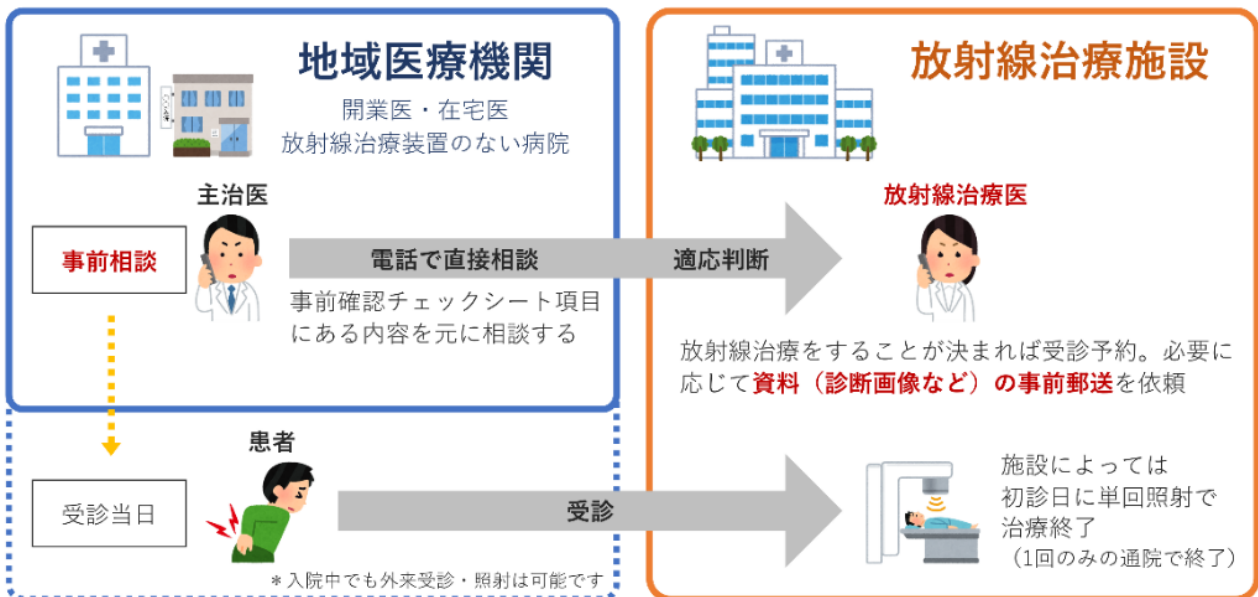 地域医療機関
開業医・在宅医
放射線治療装置のない病院
主治医
事前相談
電話で直接相談
事前確認チェックシート項目
にある内容を元に相談する
放射線治療施設
放射線治療医
適応判断
放射線治療をすることが決まれば受診予約。必要に
応じて資料（診断画像など）の事前郵送を依頼
患者
受診当日
受診
＊入院中でも外来受診・照射は可能です
施設によっては
初診日に単回照射で
治療終了
（1回のみの通院で終了）